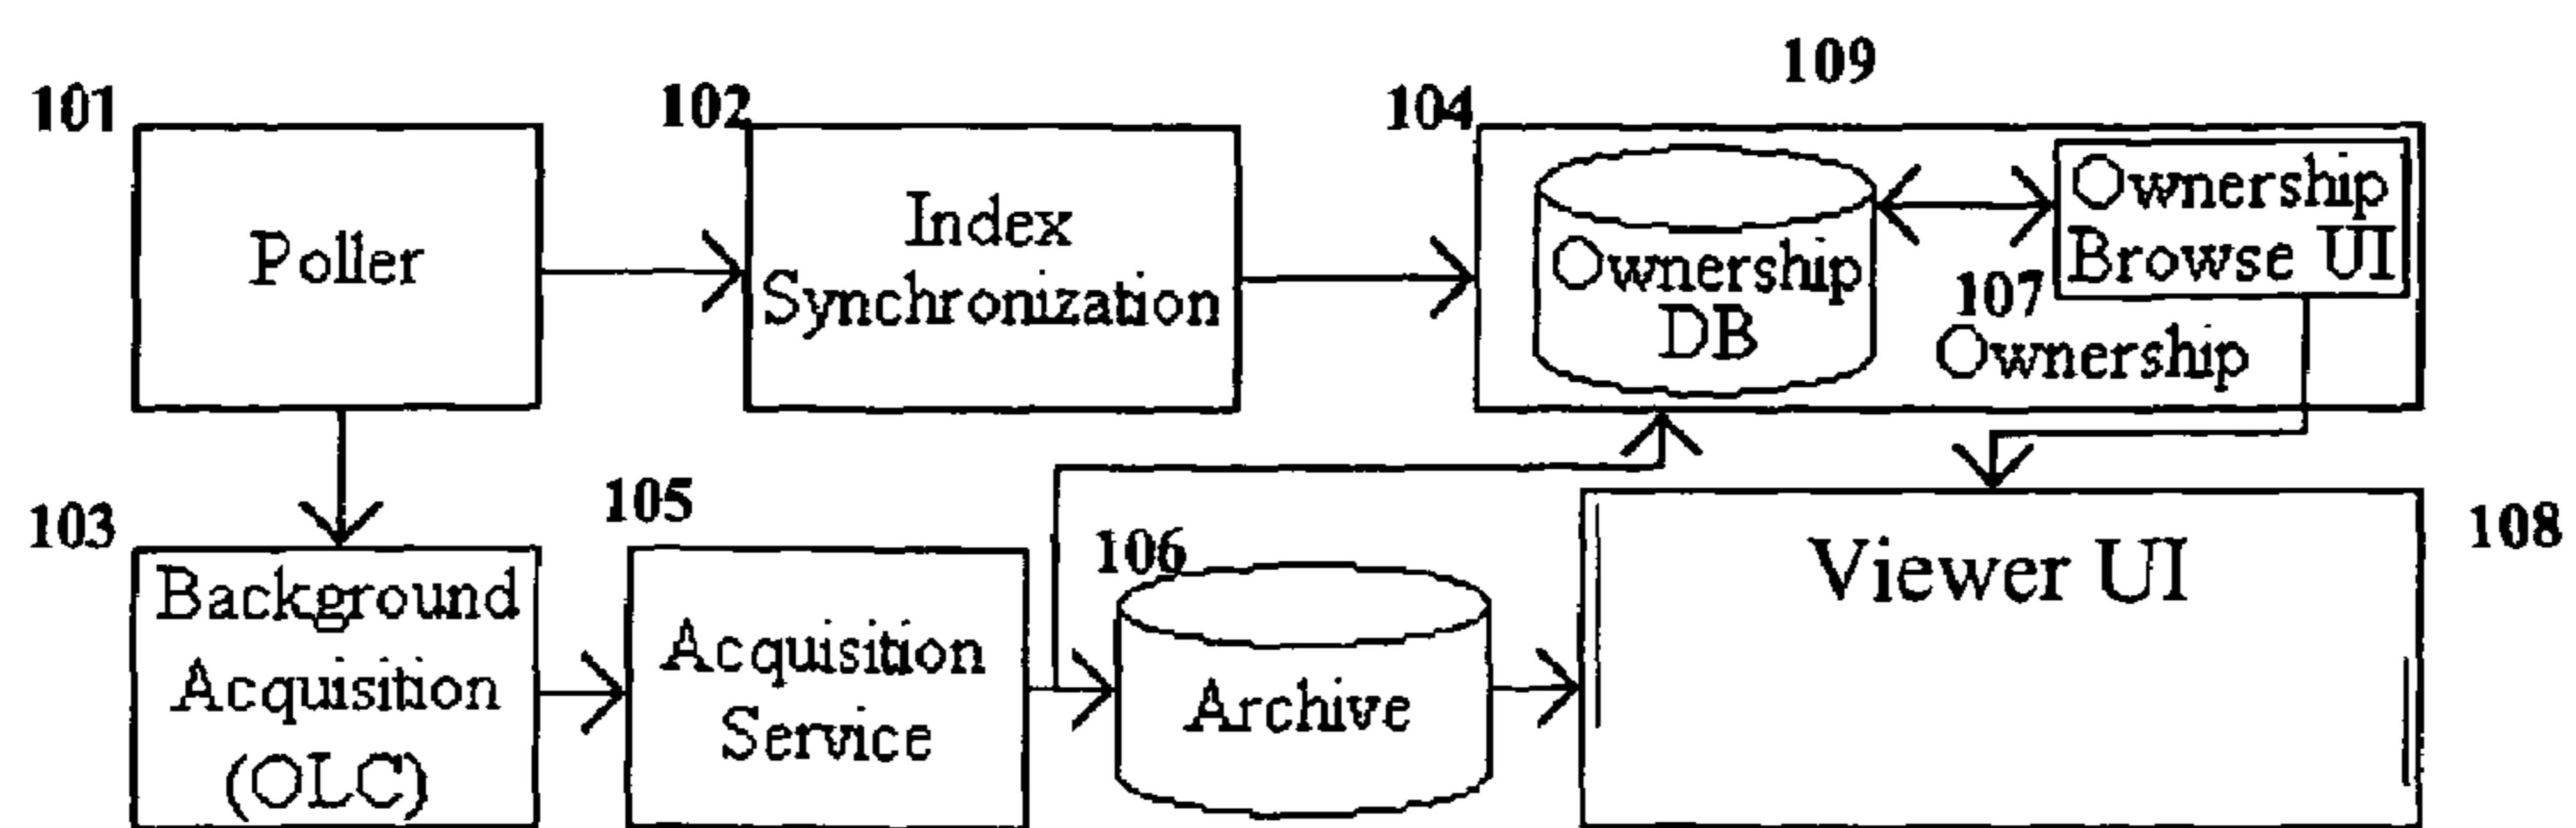 109
101
102
104
Poller
Index
Synchronization
Ownership
DB
Ownership
Browse UI
107
Ownership
103
105
106
108
Background
Acquisition
(OLC)
Acquisition
Service
Archive
Viewer UI